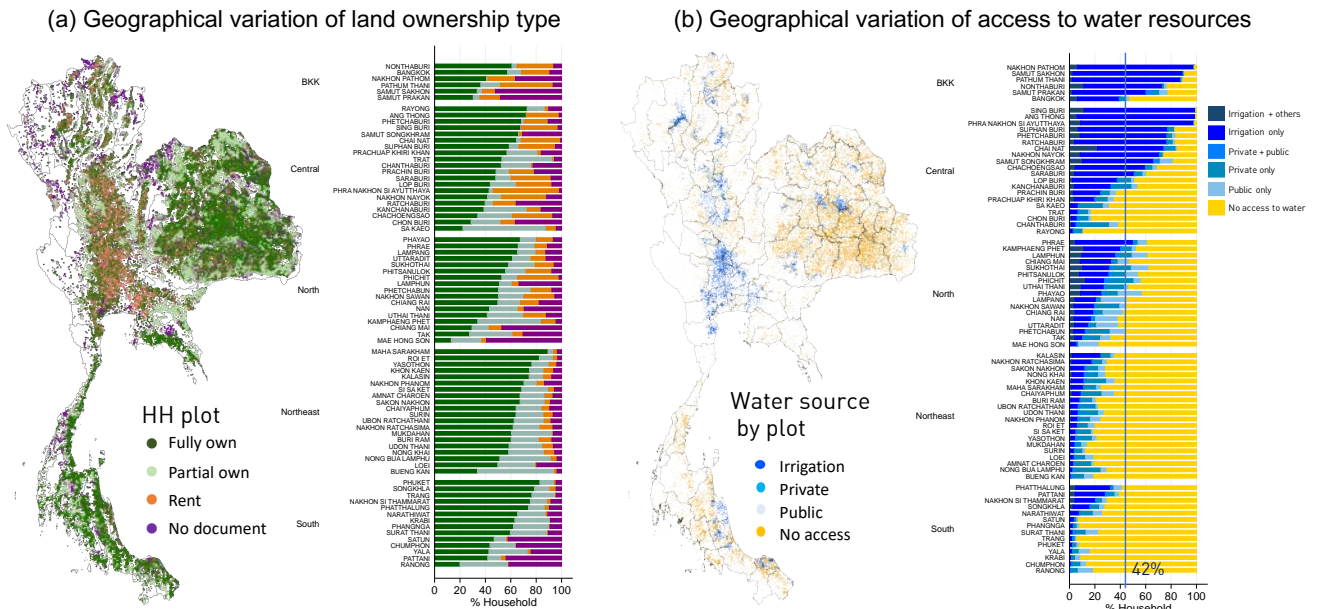 (a) Geographical variation of land ownership type
HH plot
Fully own
Partial own
Rent
No document
BKK
NONTHABURI
BANGKOK
NAKHON PATHOM
PATHUM THANI
SAMUT SAKHON
SAMUT PRAKAN
Central
RAYONG
ANG THONG
PHETCHABURI
SING BURI
SAMUT SONGKHRAM
CHAI NAT
SUPHAN BURI
PRACHUAP KHIRI KHAN
TRAT
CHANTHABURI
PRACHIN BURI
SARABURI
LOP BURI
PHRA NAKHON SI AYUTTHAYA
NAKHON NAYOK
RATCHABURI
KANCHANABURI
CHACHOENGSAO
CHON BURI
SA KAEO
North
PHAYAO
PHRAE
LAMPANG
UTTARADIT
SUKHOTHAI
PHITSANULOK
PHICHIT
LAMPHUN
PHETCHABUN
NAKHON SAWAN
CHIANG RAI
NAN
UTHAI THANI
KAMPHAENG PHET
CHIANG MAI
TAK
MAE HONG SON
Northeast
MAHA SARAKHAM
ROI ET
YASOTHON
KHON KAEN
KALASIN
NAKHON PHANOM
SI SA KET
AMNAT CHAROEN
SAKON NAKHON
CHAIYAPHUM
SURIN
UBON RATCHATHANI
NAKHON RATCHASIMA
MUKDAHAN
BURI RAM
UDON THANI
NONG KHAI
NONG BUA LAMPHU
LOEI
BUENG KAN
South
PHUKET
SONGKHLA
TRANG
NAKHON SI THAMMARAT
PHATTHALUNG
NARATHIWAT
KRABI
PHANGNGA
SURAT THANI
SATUN
CHUMPHON
YALA
PATTANI
RANONG
0 20 40 60 80 100
% Household
(b) Geographical variation of access to water resources
Water source
by plot
Irrigation
Private
Public
No access
BKK
NAKHON PATHOM
SAMUT SAKHON
PATHUM THANI
NONTHABURI
SAMUT PRAKAN
BANGKOK
Central
SING BURI
ANG THONG
PHRA NAKHON SI AYUTTHAYA
SUPHAN BURI
PHETCHABURI
RATCHABURI
CHAI NAT
NAKHON NAYOK
SAMUT SONGKHRAM
CHACHOENGSAO
SARABURI
LOP BURI
KANCHANABURI
PRACHIN BURI
PRACHUAP KHIRI KHAN
SA KAEO
TRAT
CHON BURI
CHANTHABURI
RAYONG
North
PHRAE
KAMPHAENG PHET
LAMPHUN
CHIANG MAI
SUKHOTHAI
PHITSANULOK
PHICHIT
UTHAI THANI
PHAYAO
LAMPANG
NAKHON SAWAN
CHIANG RAI
NAN
UTTARADIT
PHETCHABUN
TAK
MAE HONG SON
Northeast
KALASIN
NAKHON RATCHASIMA
SAKON NAKHON
NONG KHAI
KHON KAEN
MAHA SARAKHAM
CHAIYAPHUM
BURI RAM
UBON RATCHATHANI
UDON THANI
NAKHON PHANOM
ROI ET
SI SA KET
YASOTHON
MUKDAHAN
SURIN
LOEI
AMNAT CHAROEN
NONG BUA LAMPHU
BUENG KAN
South
PHATTHALUNG
PATTANI
NAKHON SI THAMMARAT
SONGKHLA
NARATHIWAT
SATUN
PHANGNGA
SURAT THANI
TRANG
PHUKET
YALA
KRABI
CHUMPHON
RANONG
42%
0 20 40 60 80 100
% Household
Irrigation + others
Irrigation only
Private + public
Private only
Public only
No access to water